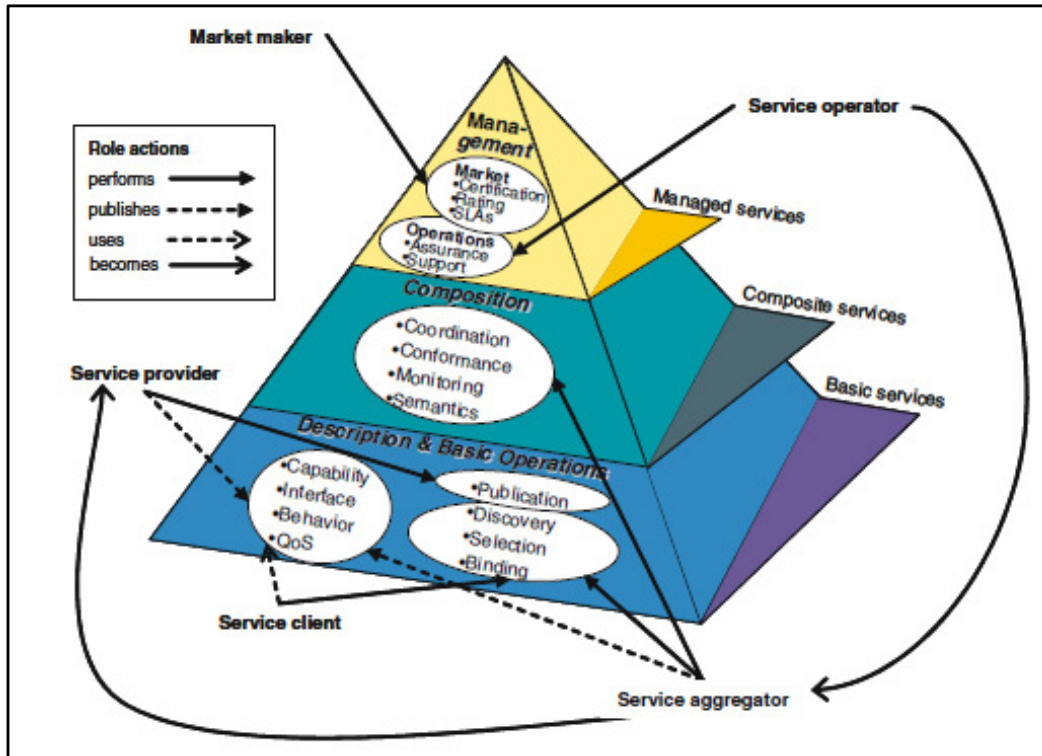 Market maker
Service operator
Role actions
performs
publishes
uses
becomes
Mana-
gement
Market
•Certification
•Rating
•SLAs
Operations
•Assurance
•Support
Managed services
Composition
•Coordination
•Conformance
•Monitoring
•Semantics
Composite services
Service provider
Basic services
Description & Basic Operations
•Capability
•Interface
•Behavior
•QoS
•Publication
•Discovery
•Selection
•Binding
Service client
Service aggregator